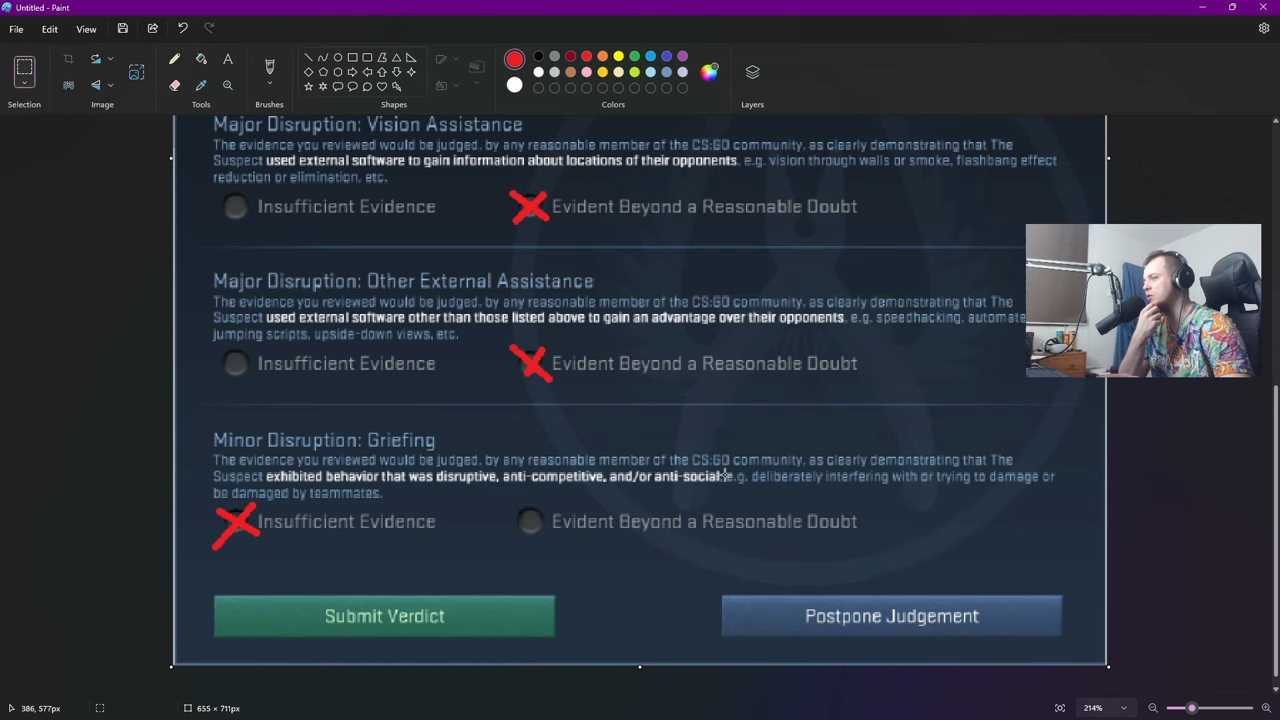 Untitled - Paint
File Edit View
Selection Image Tools Brushes Shapes Colors Layers
Major Disruption: Vision Assistance
The evidence you reviewed would be judged, by any reasonable member of the CS:GO community, as clearly demonstrating that The
Suspect used external software to gain information about locations of their opponents, e.g. vision through walls or smoke, flashbang effect
reduction or elimination, etc.
Insufficient Evidence Evident Beyond a Reasonable Doubt
Major Disruption: Other External Assistance
The evidence you reviewed would be judged, by any reasonable member of the CS:GO community, as clearly demonstrating that The
Suspect used external software other than those listed above to gain an advantage over their opponents, e.g. speedhacking, automate
jumping scripts, upside-down views, etc.
Insufficient Evidence Evident Beyond a Reasonable Doubt
Minor Disruption: Griefing
The evidence you reviewed would be judged, by any reasonable member of the CS:GO community, as clearly demonstrating that The
Suspect exhibited behavior that was disruptive, anti-competitive, and/or anti-social, e.g. deliberately interfering with or trying to damage or
be damaged by teammates.
Insufficient Evidence Evident Beyond a Reasonable Doubt
Submit Verdict Postpone Judgement
386, 577px 655 x 711px 214%